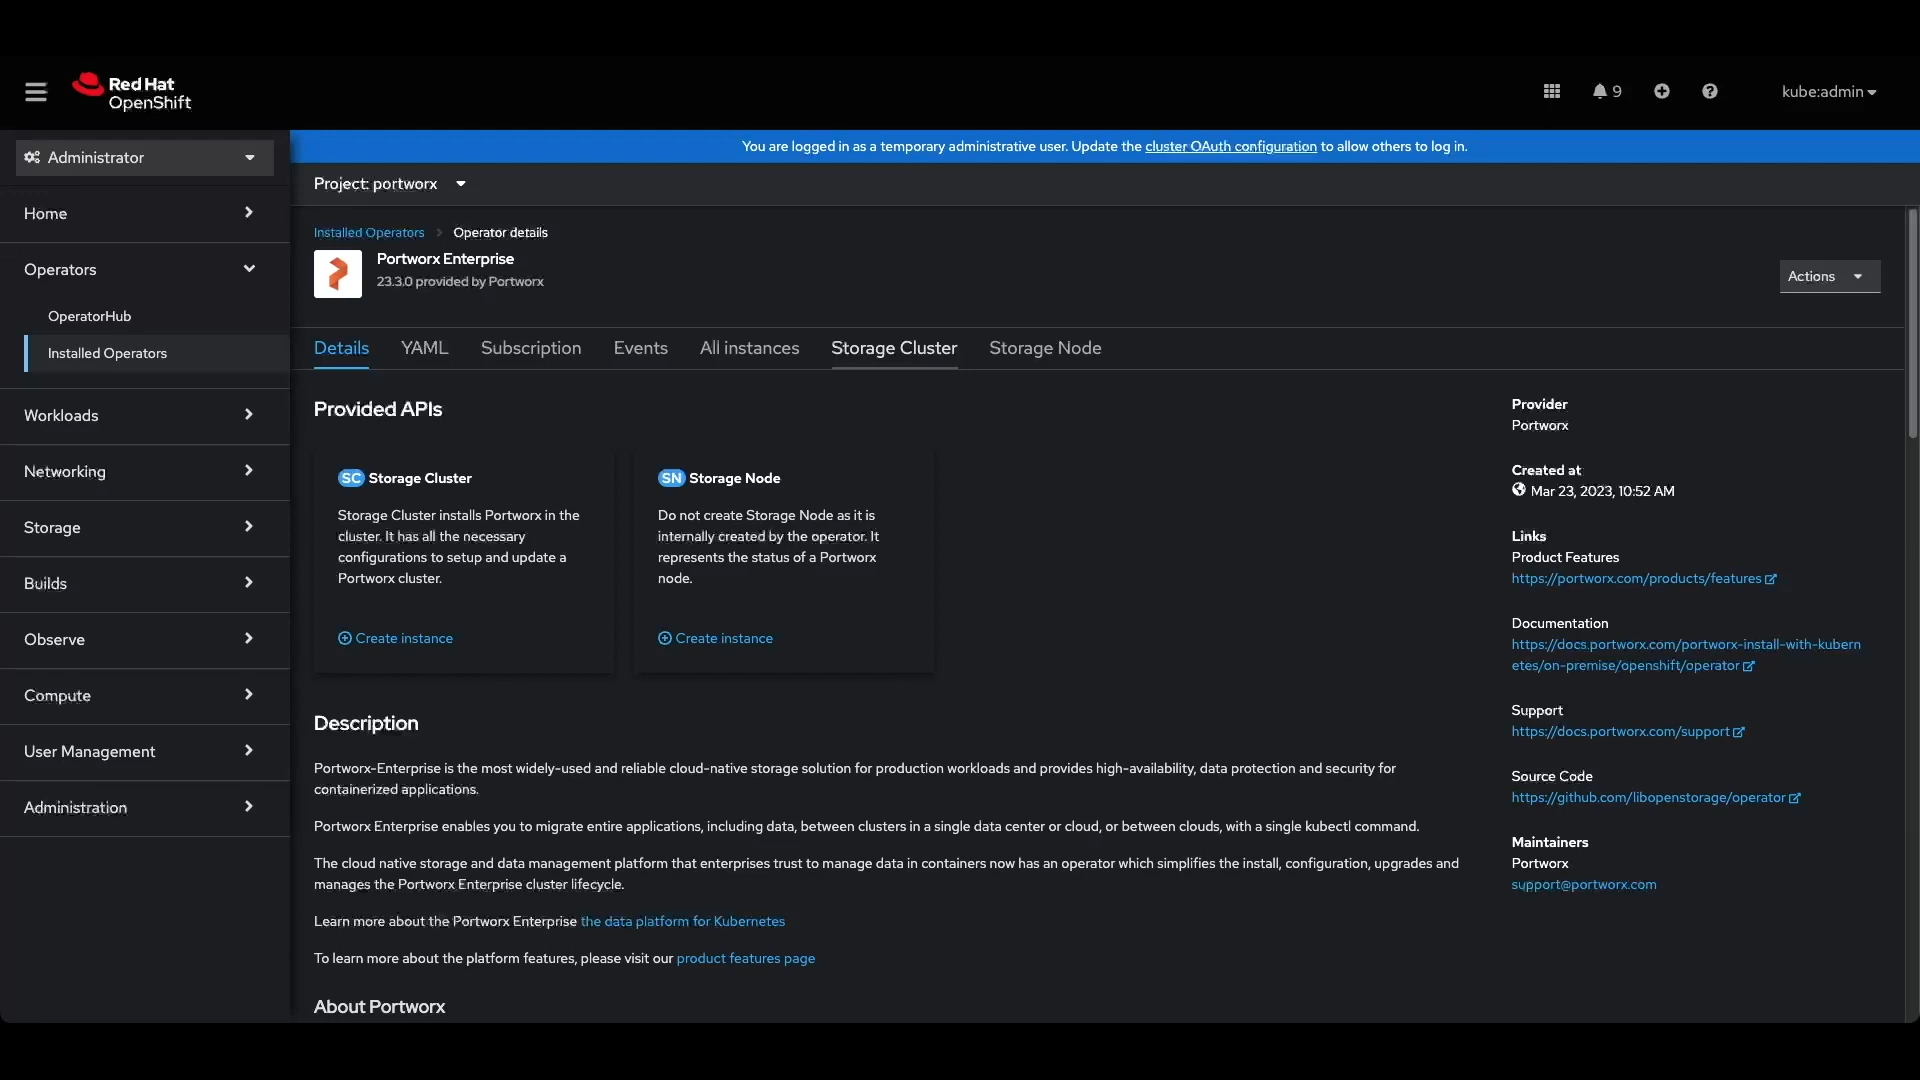 Red Hat
OpenShift
9
kube:admin
Administrator
You are logged in as a temporary administrative user. Update the cluster OAuth configuration to allow others to log in.
Project: portworx
Home
Operators
OperatorHub
Installed Operators
Workloads
Networking
Storage
Builds
Observe
Compute
User Management
Administration
Installed Operators
Operator details
Portworx Enterprise
23.3.0 provided by Portworx
Actions
Details
YAML
Subscription
Events
All instances
Storage Cluster
Storage Node
Provided APIs
SC Storage Cluster
Storage Cluster installs Portworx in the
cluster. It has all the necessary
configurations to setup and update a
Portworx cluster.
Create instance
SN Storage Node
Do not create Storage Node as it is
internally created by the operator. It
represents the status of a Portworx
node.
Create instance
Description
Portworx-Enterprise is the most widely-used and reliable cloud-native storage solution for production workloads and provides high-availability, data protection and security for
containerized applications.
Portworx Enterprise enables you to migrate entire applications, including data, between clusters in a single data center or cloud, or between clouds, with a single kubectl command.
The cloud native storage and data management platform that enterprises trust to manage data in containers now has an operator which simplifies the install, configuration, upgrades and
manages the Portworx Enterprise cluster lifecycle.
Learn more about the Portworx Enterprise the data platform for Kubernetes
To learn more about the platform features, please visit our product features page
About Portworx
Provider
Portworx
Created at
Mar 23, 2023, 10:52 AM
Links
Product Features
https://portworx.com/products/features
Documentation
https://docs.portworx.com/portworx-install-with-kubern
etes/on-premise/openshift/operator
Support
https://docs.portworx.com/support
Source Code
https://github.com/libopenstorage/operator
Maintainers
Portworx
support@portworx.com